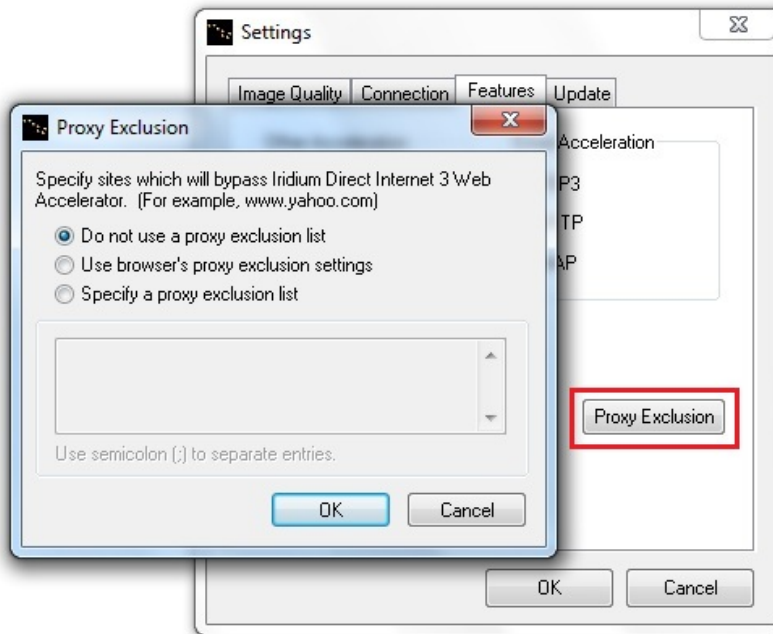 Settings
Image Quality Connection Features Update
Proxy Exclusion
Acceleration
Specify sites which will bypass Iridium Direct Internet 3 Web
Accelerator. (For example, www.yahoo.com)
P3
Do not use a proxy exclusion list
TP
Use browser's proxy exclusion settings
AP
Specify a proxy exclusion list
Proxy Exclusion
Use semicolon (;) to separate entries.
OK Cancel
OK Cancel